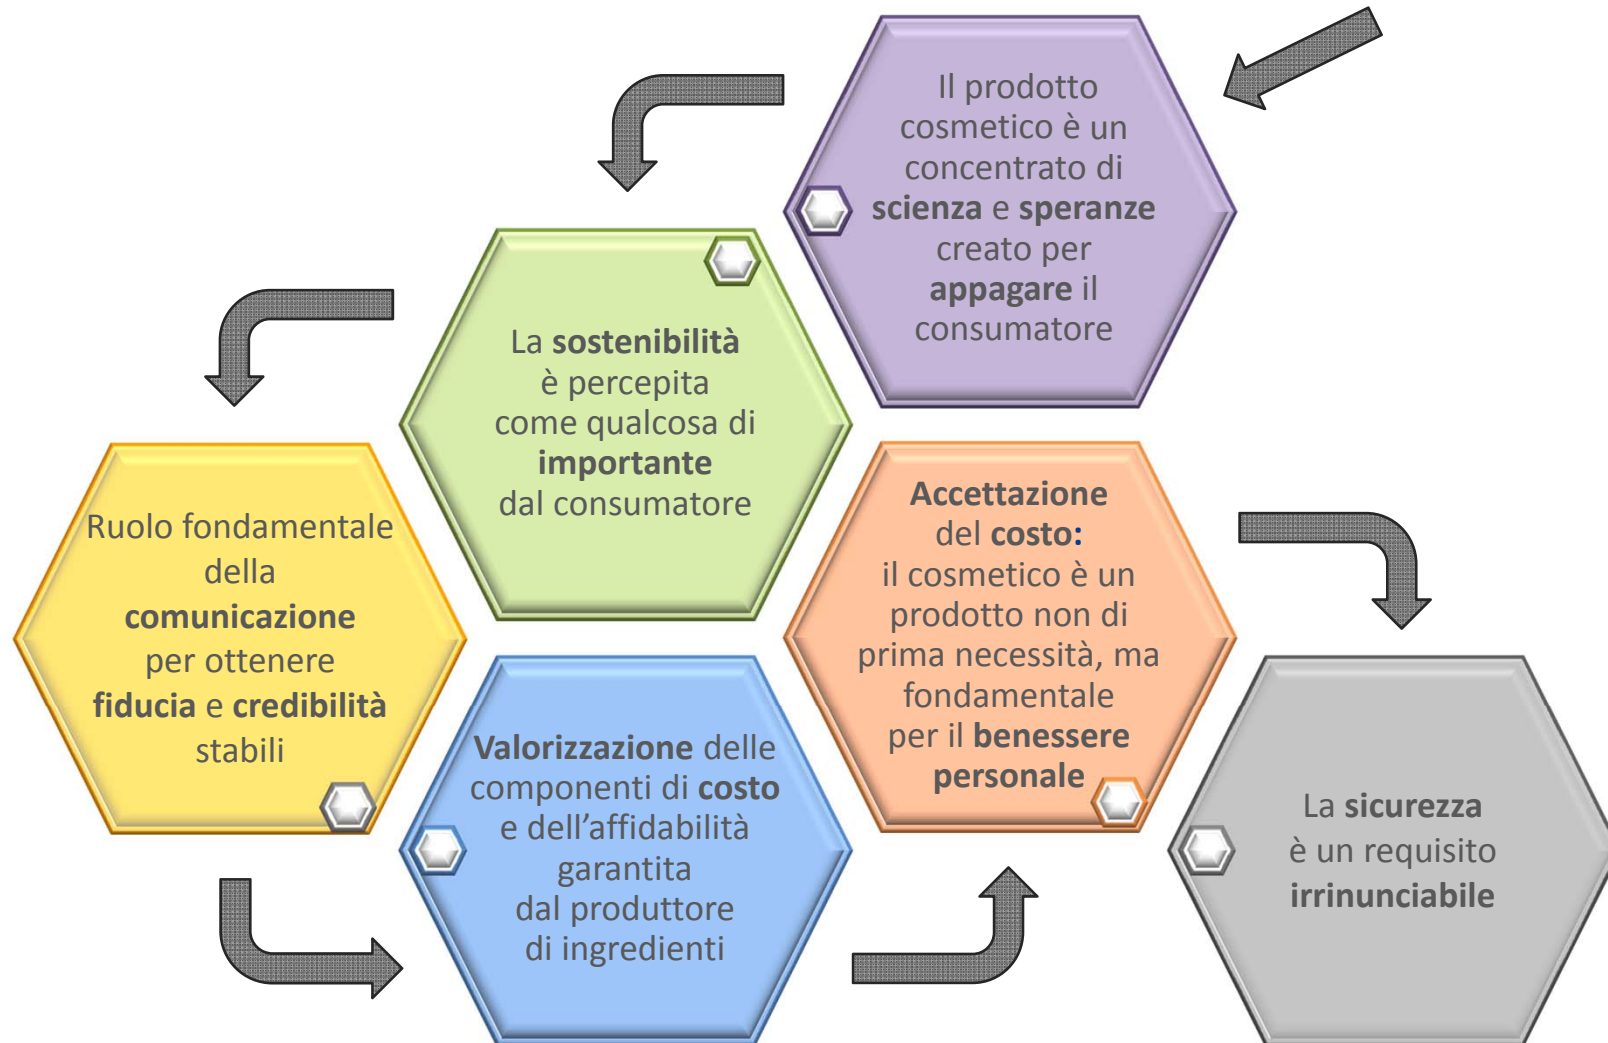 Il prodotto
cosmetico è un
concentrato di
scienza e speranze
creato per
appagare il
consumatore
La sostenibilità
è percepita
come qualcosa di
importante
dal consumatore
Ruolo fondamentale
della
comunicazione
per ottenere
fiducia e credibilità
stabili
Valorizzazione delle
componenti di costo
e dell’affidabilità
garantita
dal produttore
di ingredienti
Accettazione
del costo:
il cosmetico è un
prodotto non di
prima necessità, ma
fondamentale
per il benessere
personale
La sicurezza
è un requisito
irrinunciabile